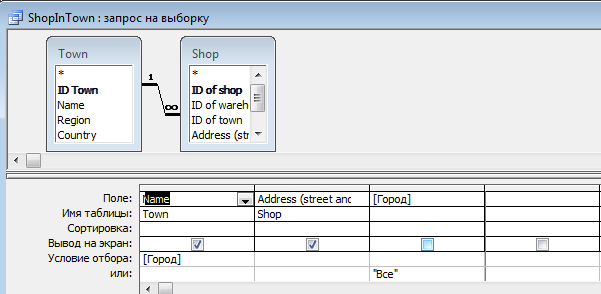 ShopInTown : запрос на выборку
Town
*
ID Town
Name
Region
Country
1
∞
Shop
*
ID of shop
ID of wareh
ID of town
Address (str
Поле: Name Address (street and [Город]
Имя таблицы: Town Shop
Сортировка:
Вывод на экран:
Условие отбора: [Город]
или: "Все"